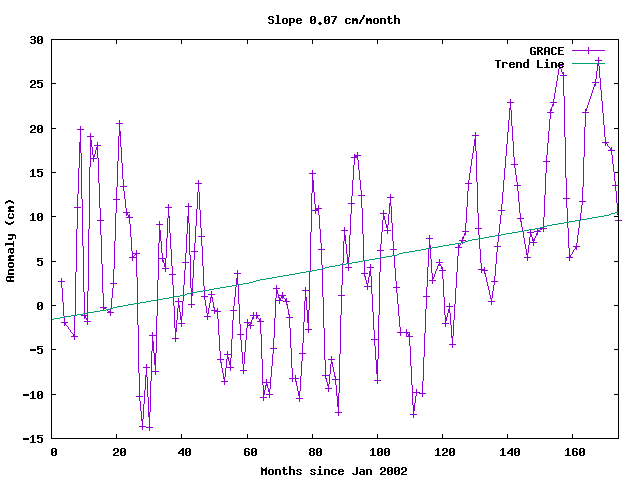 Slope 0.07 cm/month
GRACE
Trend Line
30
25
20
15
10
5
0
-5
-10
-15
Anomaly (cm)
0 20 40 60 80 100 120 140 160
Months since Jan 2002